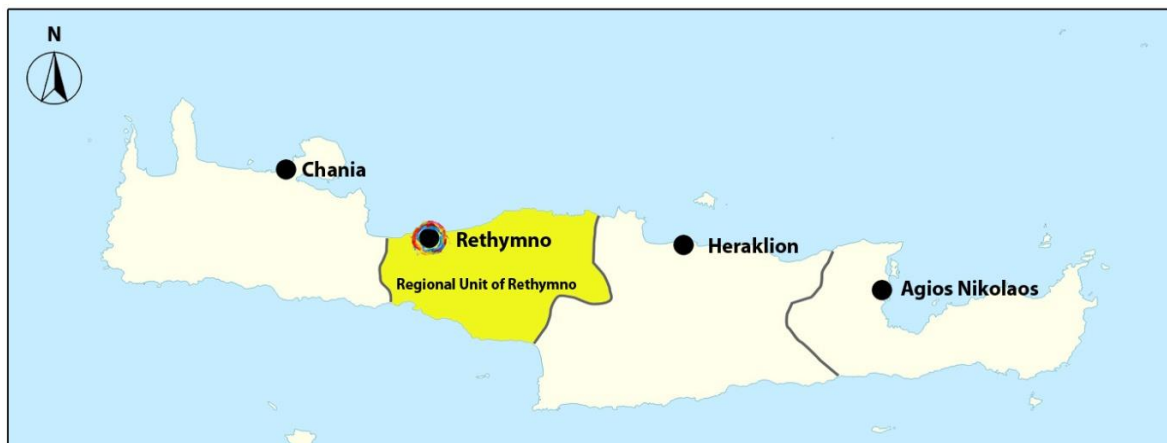 N
Chania
Rethymno
Heraklion
Regional Unit of Rethymno
Agios Nikolaos